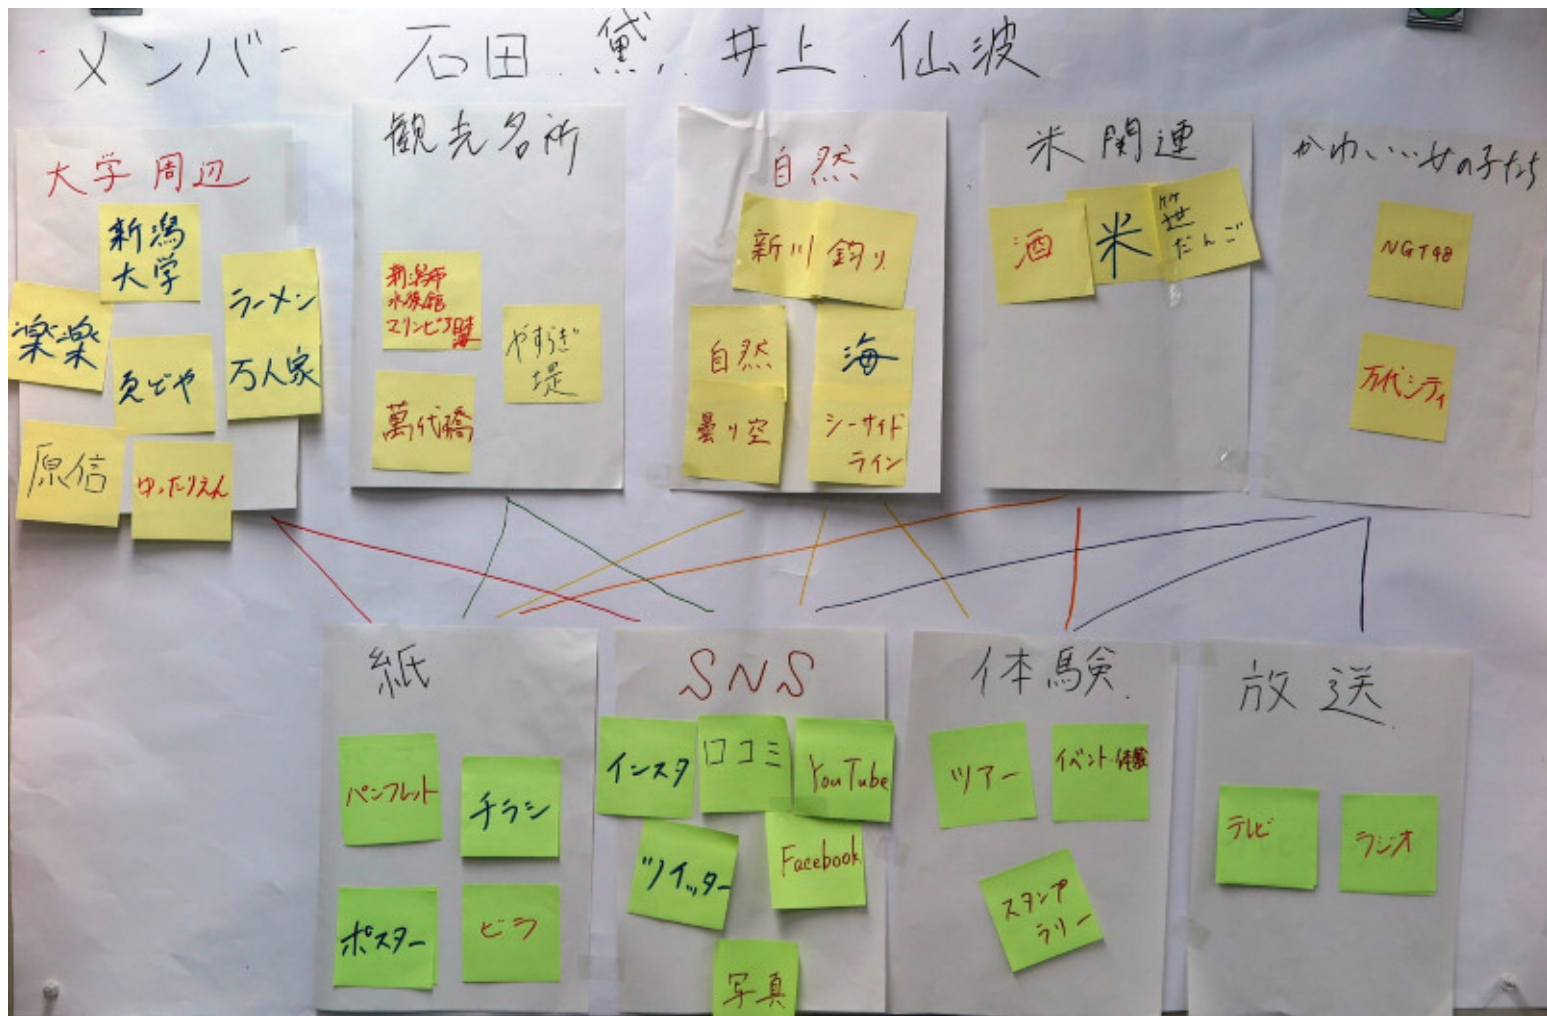 メンバー 石田.黛.井上.仙波
大学周辺
新潟
大学
ラーメン
万人家
楽楽
ゑどや
原信
ゆったりえん
観光名所
新潟市
水族館
マリンピア日本海
やすらぎ
堤
萬代橋
自然
新川
釣り
自然
海
曇り空
シーサイド
ライン
米関連
酒
米
笹
だんご
かわいい女の子たち
NGT48
万代シティ
紙
パンフレット
チラシ
ポスター
ビラ
SNS
インスタ
口コミ
YouTube
ツイッター
Facebook
写真
体験
ツアー
イベント・体験
スタンプ
ラリー
放送
テレビ
ラジオ